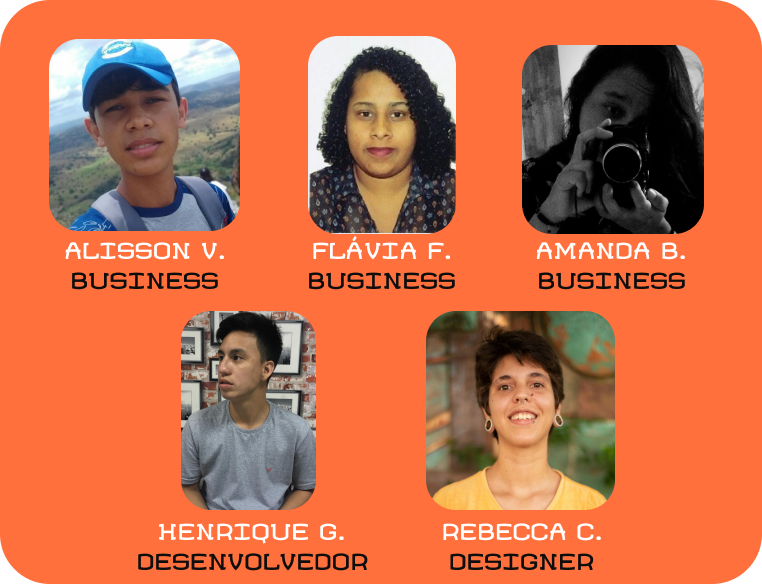 ALISSON V.
BUSINESS
FLÁVIA F.
BUSINESS
AMANDA B.
BUSINESS
HENRIQUE G.
DESENVOLVEDOR
REBECCA C.
DESIGNER